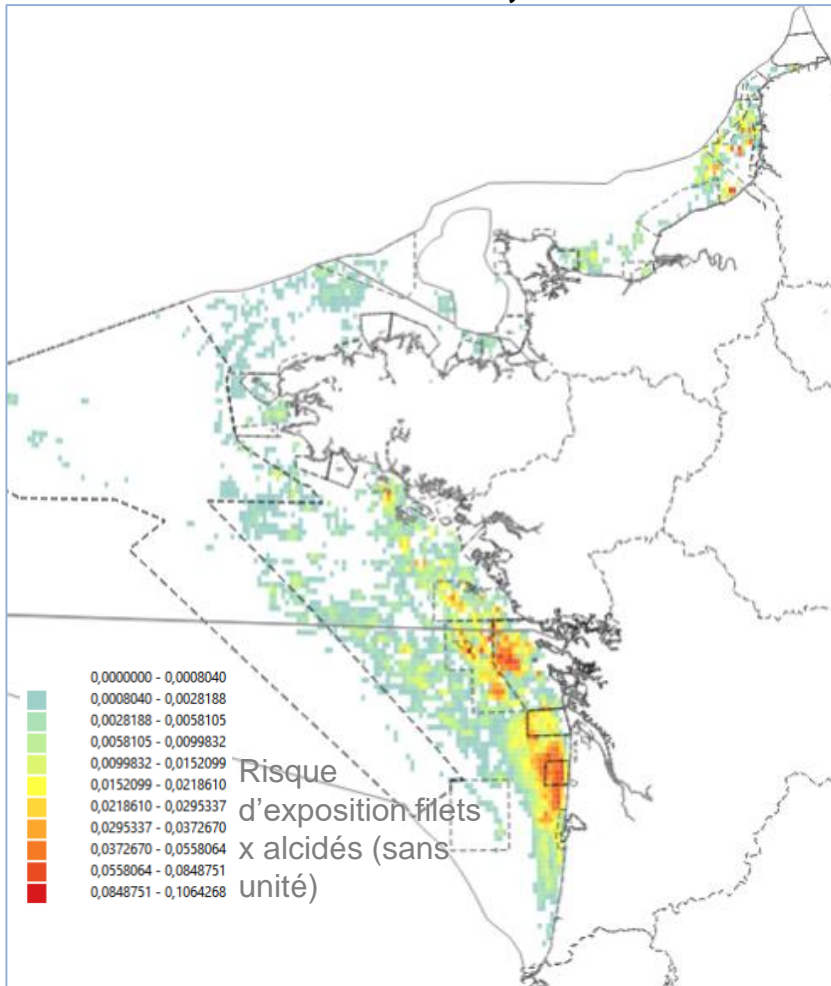 0,0000000 - 0,0008040
0,0008040 - 0,0028188
0,0028188 - 0,0058105
0,0058105 - 0,0099832
0,0099832 - 0,0152099
0,0152099 - 0,0218610
0,0218610 - 0,0295337
0,0295337 - 0,0372670
0,0372670 - 0,0558064
0,0558064 - 0,0848751
0,0848751 - 0,1064268
Risque
d'exposition filets
x alcidés (sans
unité)